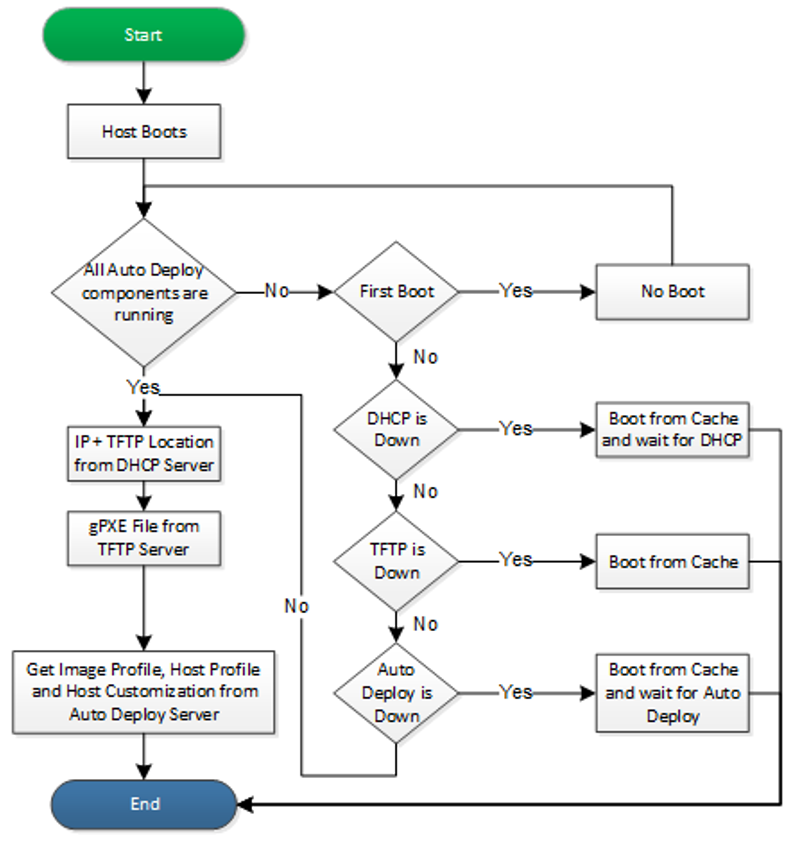 Start
Host Boots
All Auto Deploy
components are
running
No
First Boot
Yes
No Boot
No
Yes
DHCP is
Down
Yes
Boot from Cache
and wait for DHCP
IP + TFTP Location
from DHCP Server
No
gPXE File from
TFTP Server
TFTP is
Down
Yes
Boot from Cache
No
No
Get Image Profile, Host Profile
and Host Customization from
Auto Deploy Server
Auto
Deploy is
Down
Yes
Boot from Cache
and wait for Auto
Deploy
End